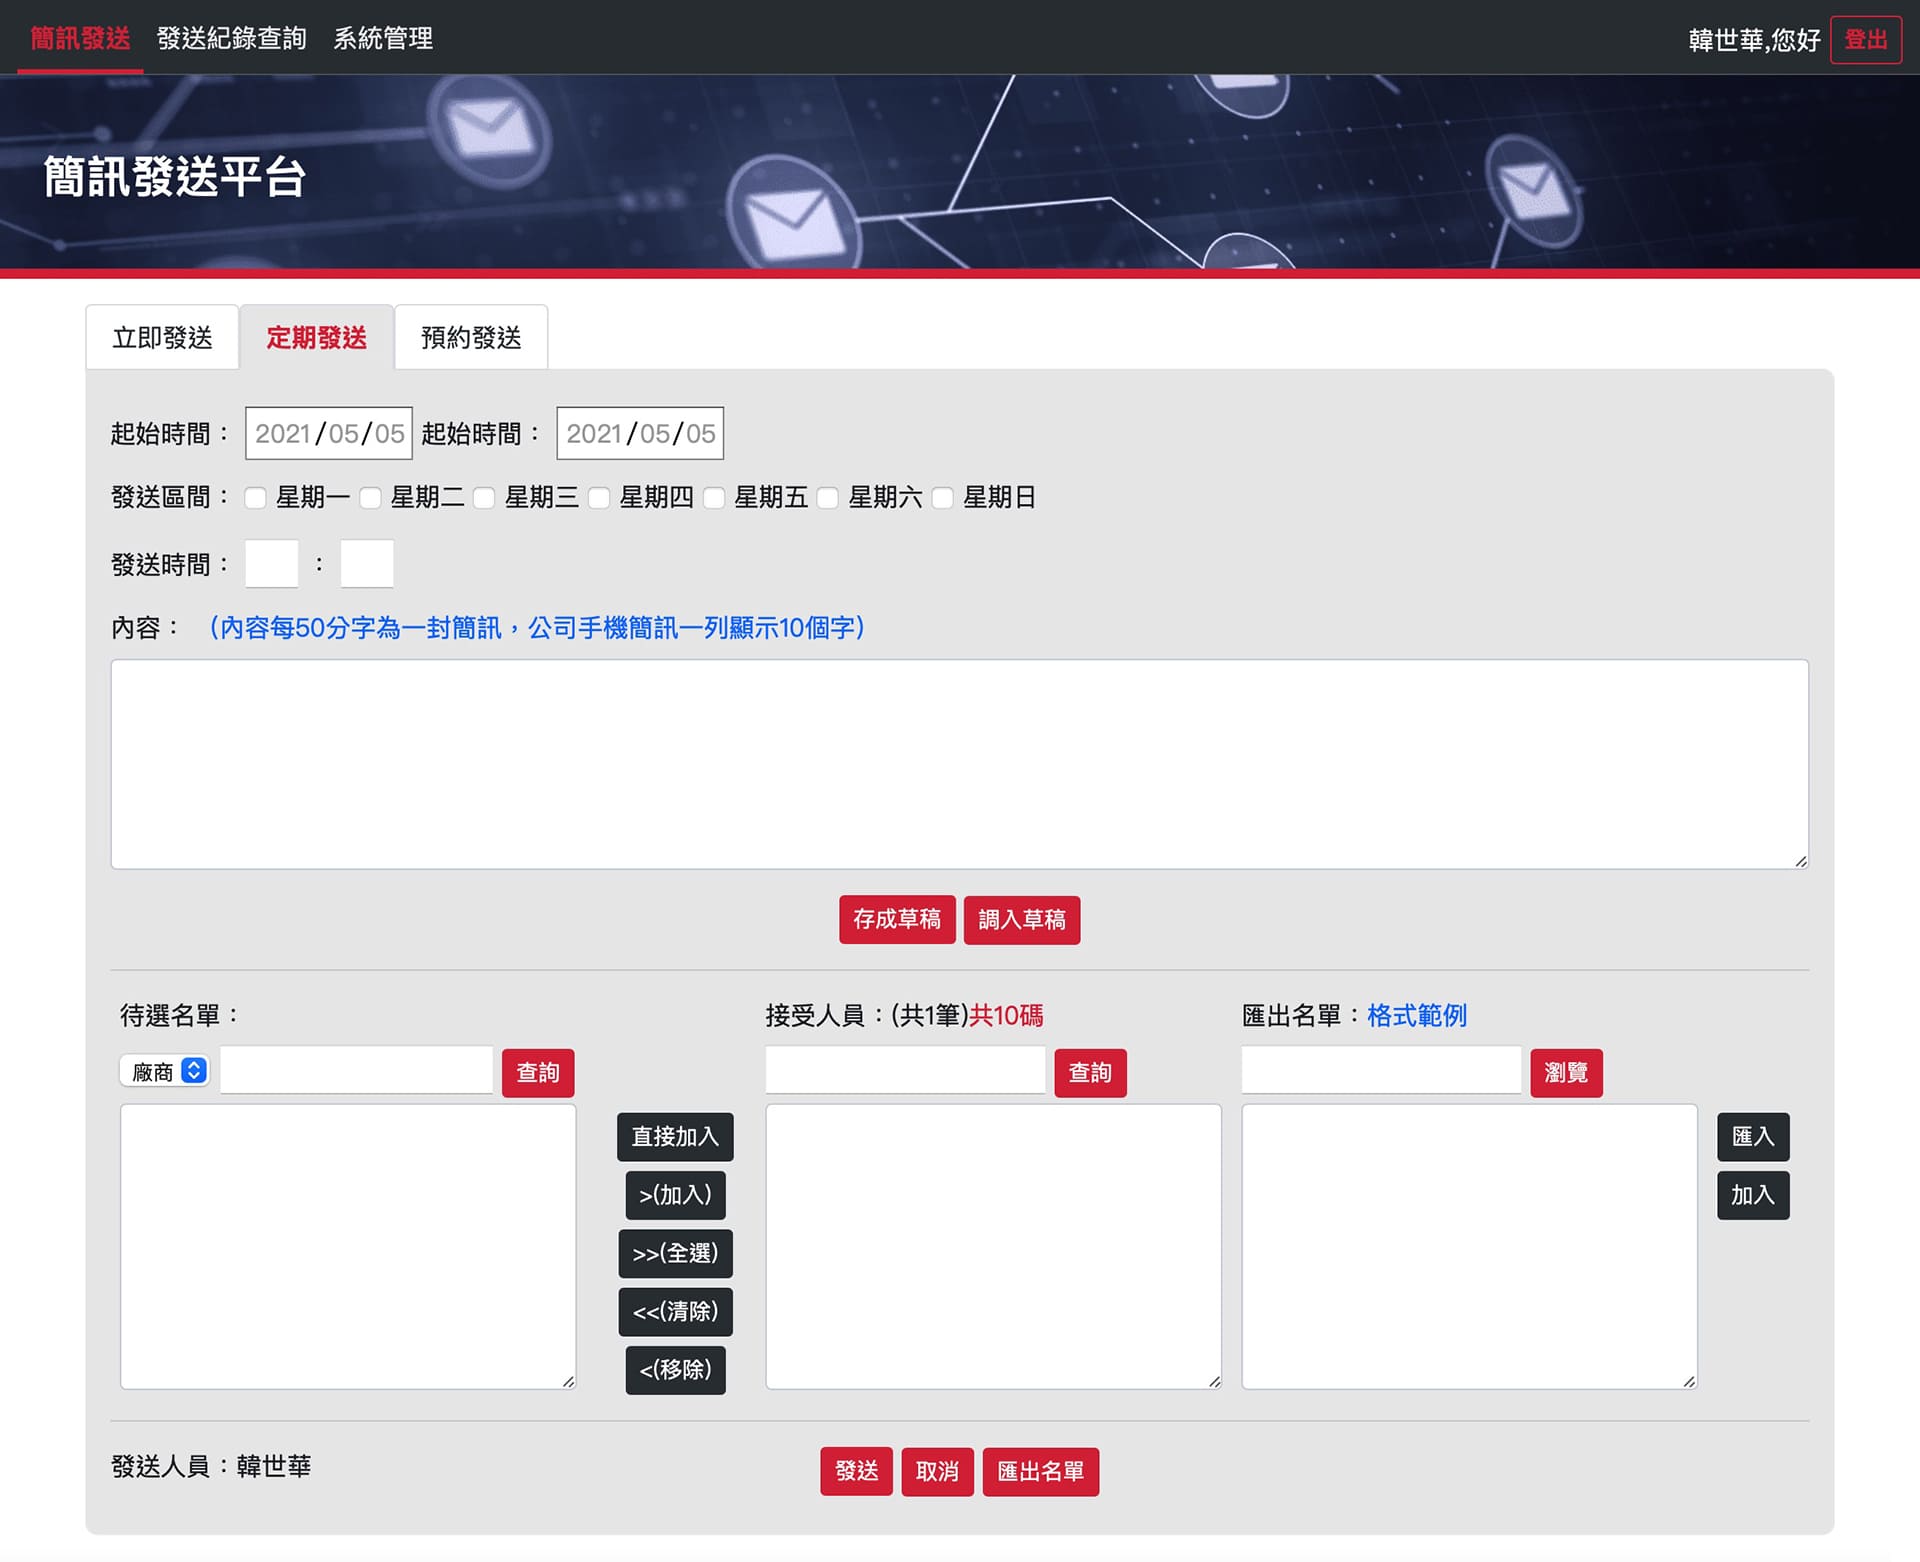 簡訊發送 發送紀錄查詢 系統管理 韓世華,您好 登出
簡訊發送平台
立即發送 定期發送 預約發送
起始時間： 2021/05/05 起始時間： 2021/05/05
發送區間： 星期一 星期二 星期三 星期四 星期五 星期六 星期日
發送時間： :
內容： (內容每50分字為一封簡訊，公司手機簡訊一列顯示10個字)
存成草稿 調入草稿
待選名單： 接受人員：(共1筆)共10碼 匯出名單：格式範例
廠商 查詢 查詢 瀏覽
直接加入 匯入
>(加入) 加入
>>(全選)
<<(清除)
<(移除)
發送人員：韓世華 發送 取消 匯出名單